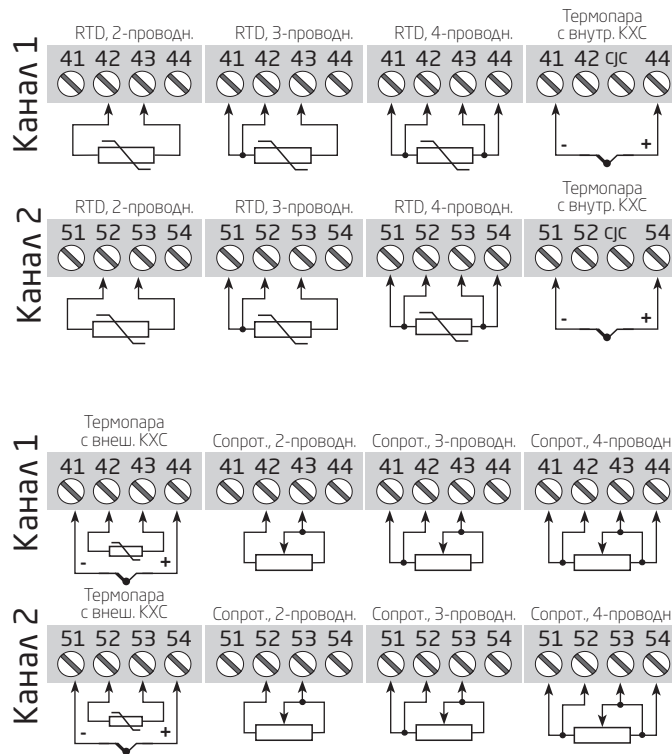 Канал 1
RTD, 2-проводн.
41 42 43 44
RTD, 3-проводн.
41 42 43 44
RTD, 4-проводн.
41 42 43 44
Термопара
с внутр. КХС
41 42 CJC 44
- +
Канал 2
RTD, 2-проводн.
51 52 53 54
RTD, 3-проводн.
51 52 53 54
RTD, 4-проводн.
51 52 53 54
Термопара
с внутр. КХС
51 52 CJC 54
- +
Канал 1
Термопара
с внеш. КХС
41 42 43 44
- +
Сопрот., 2-проводн.
41 42 43 44
Сопрот., 3-проводн.
41 42 43 44
Сопрот., 4-проводн
41 42 43 44
Канал 2
Термопара
с внеш. КХС
51 52 53 54
- +
Сопрот., 2-проводн.
51 52 53 54
Сопрот., 3-проводн.
51 52 53 54
Сопрот., 4-проводн
51 52 53 54